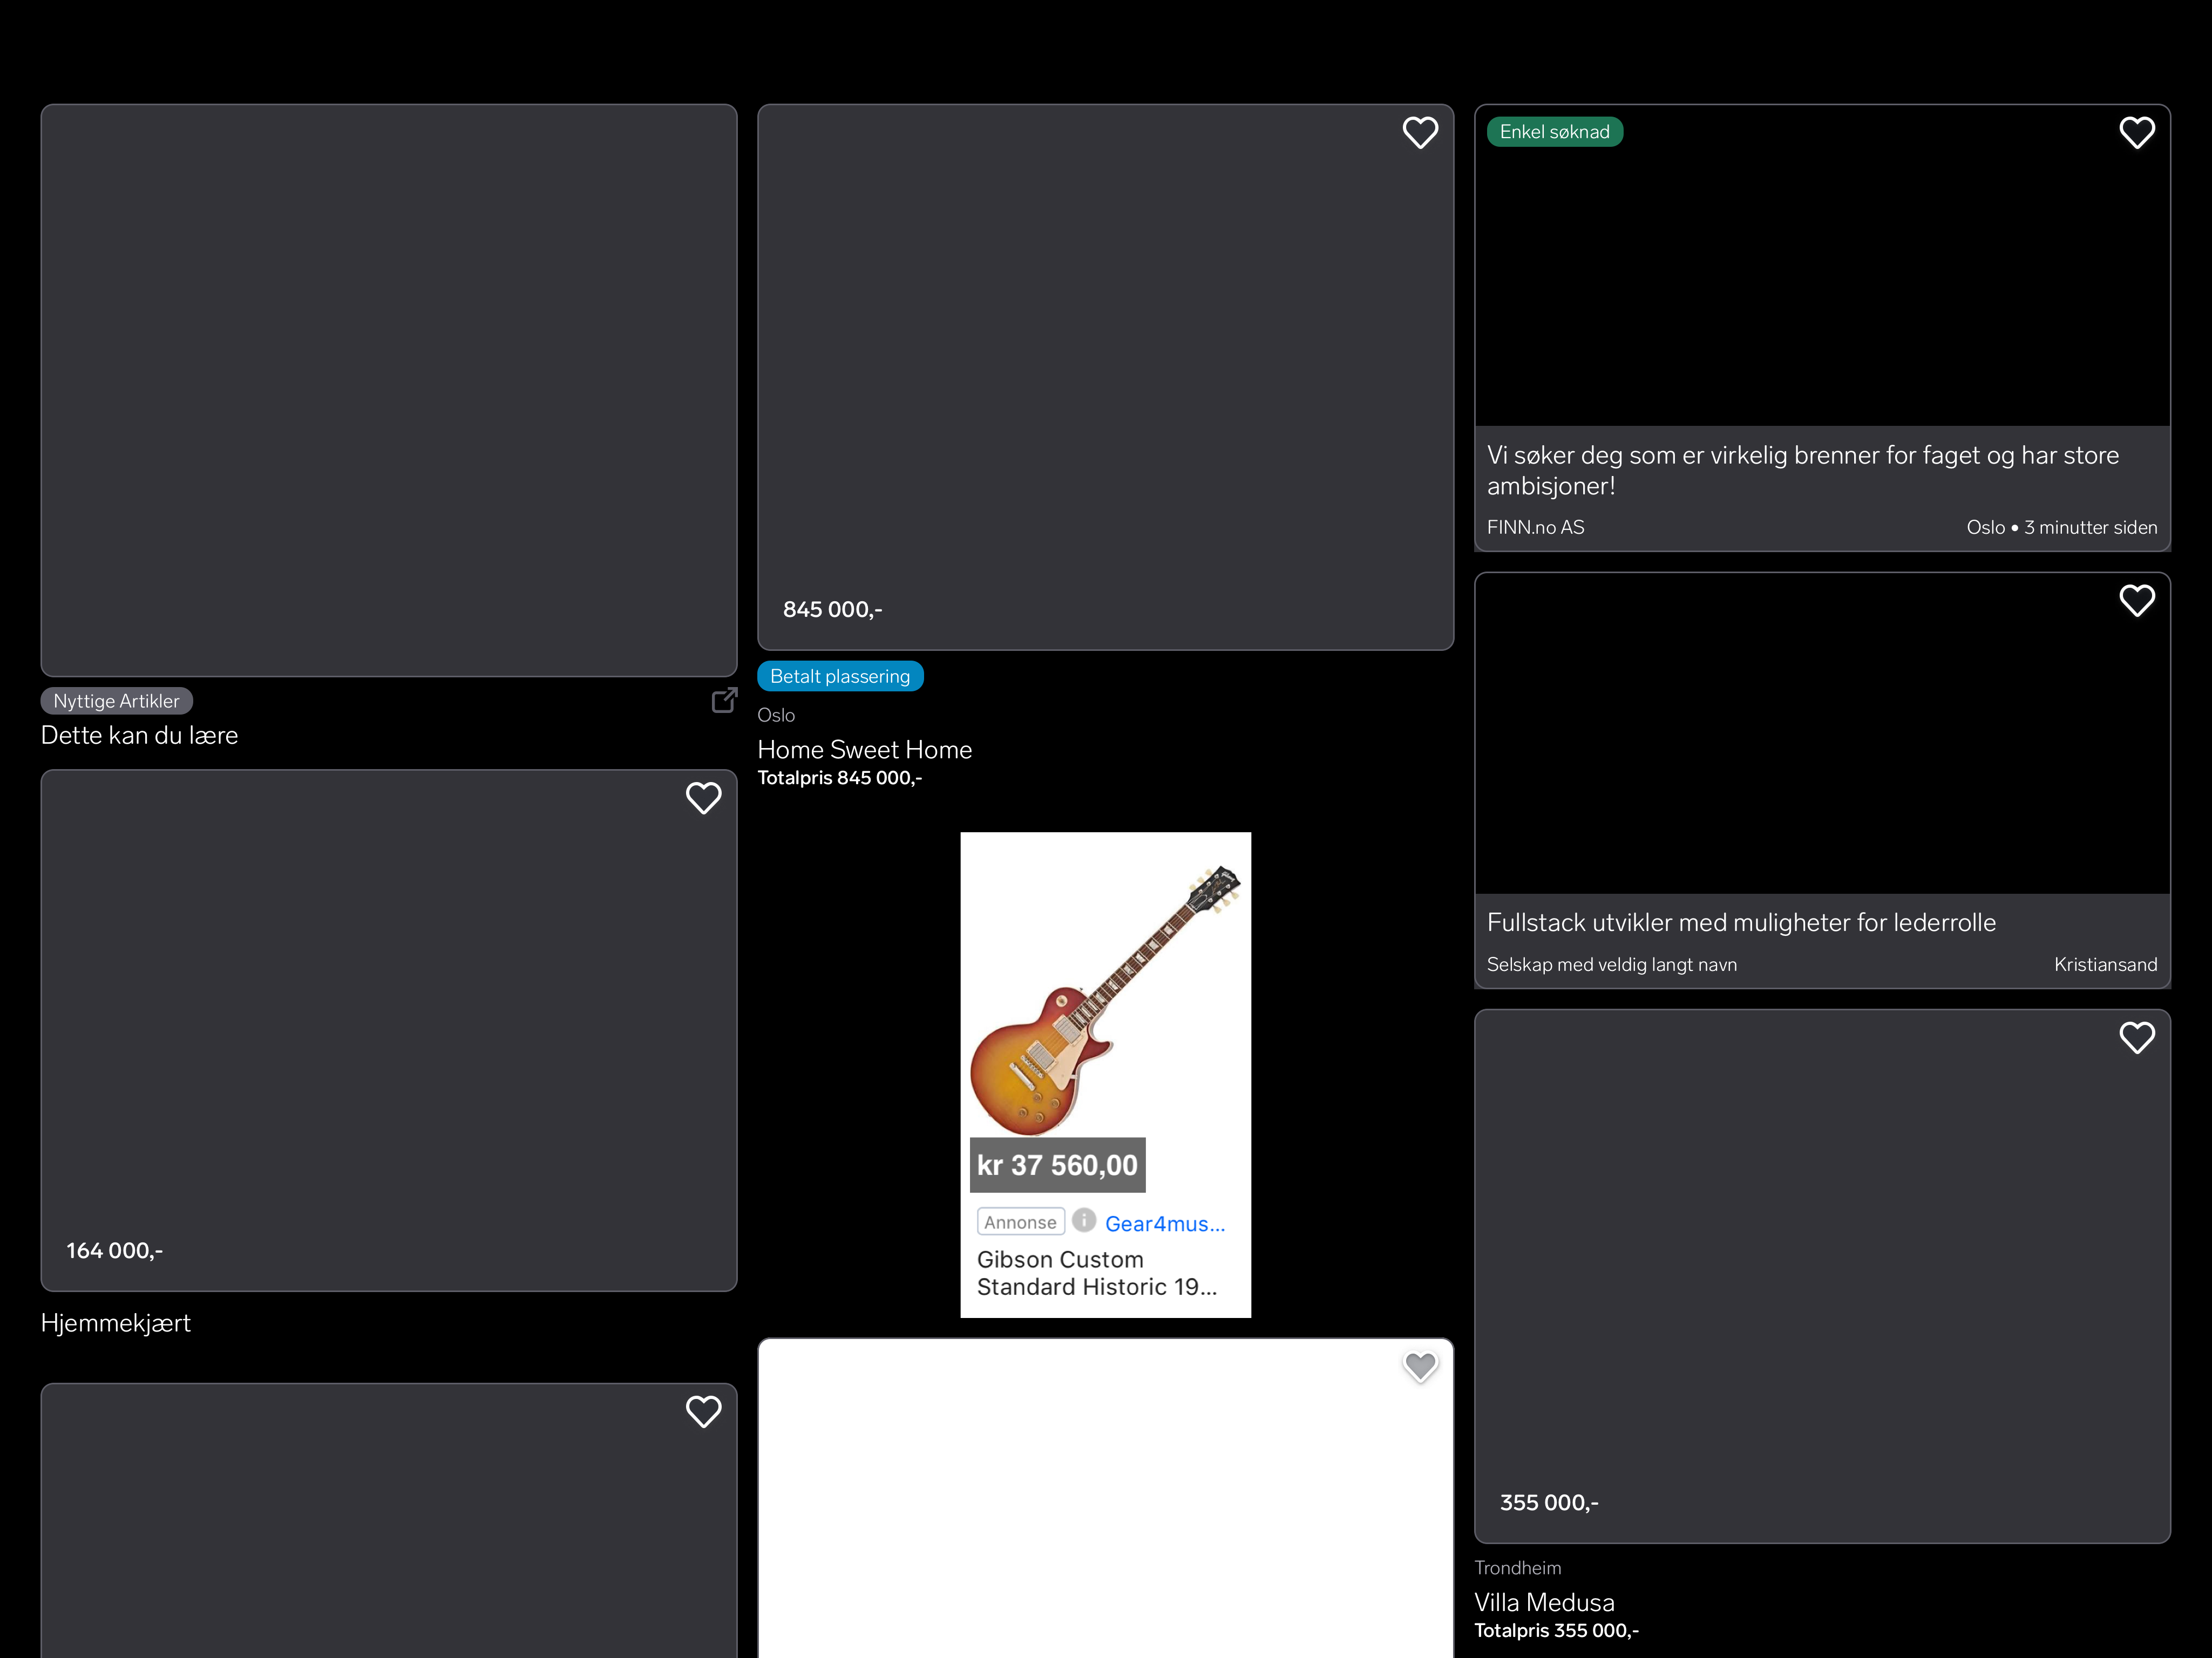 Nyttige Artikler
Dette kan du lære
164 000,-
Hjemmekjært
845 000,-
Betalt plassering
Oslo
Home Sweet Home
Totalpris 845 000,-
Gibson
kr 37 560,00
Annonse
Gear4mus...
Gibson Custom
Standard Historic 19...
Enkel søknad
Vi søker deg som er virkelig brenner for faget og har store
ambisjoner!
FINN.no AS
Oslo • 3 minutter siden
Fullstack utvikler med muligheter for lederrolle
Selskap med veldig langt navn
Kristiansand
355 000,-
Trondheim
Villa Medusa
Totalpris 355 000,-